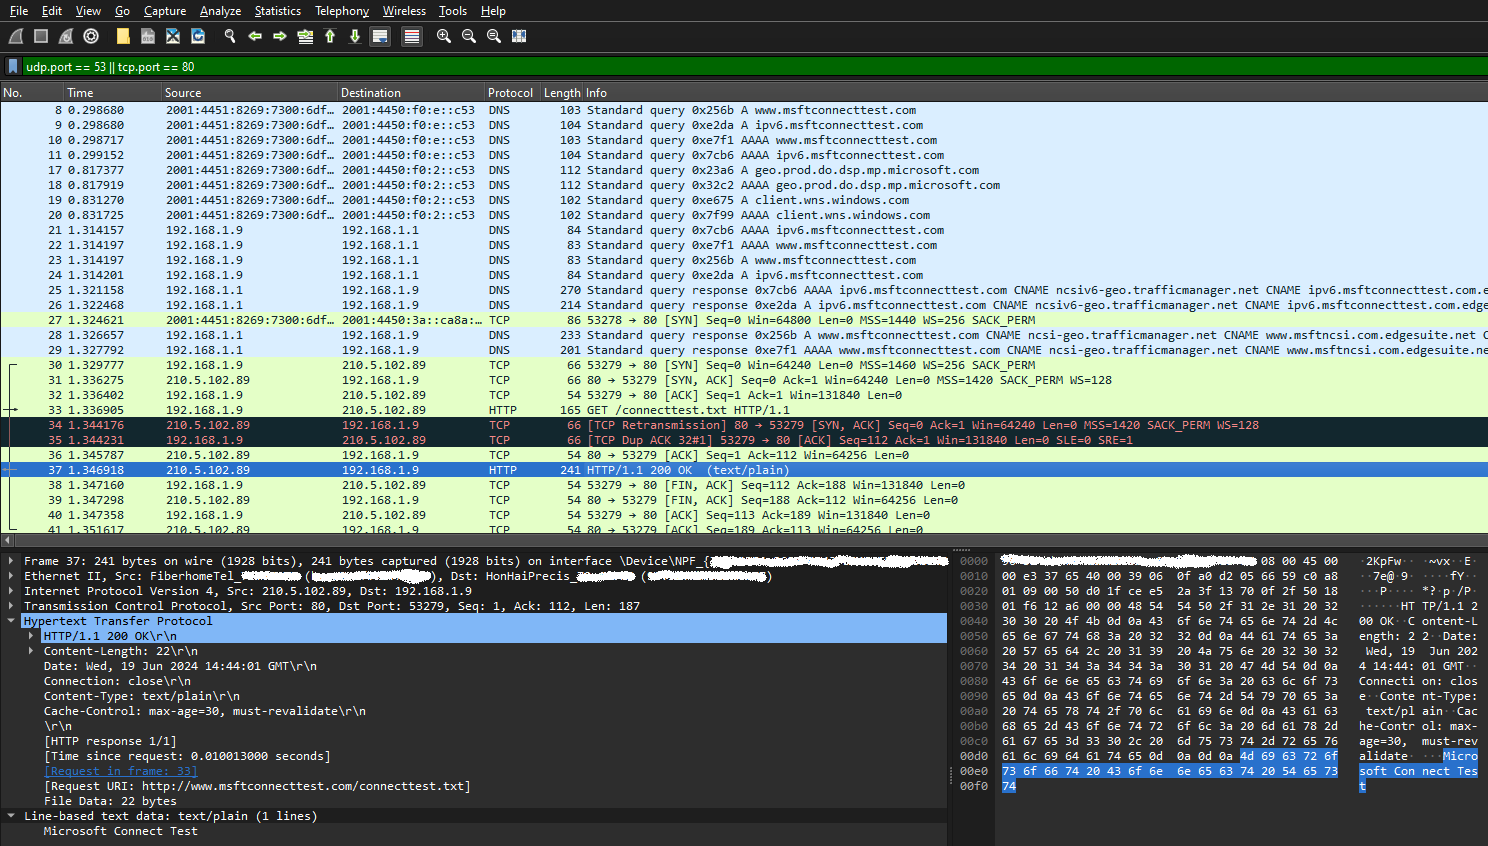 File Edit View Go Capture Analyze Statistics Telephony Wireless Tools Help
udp.port == 53 || tcp.port == 80
No. Time Source Destination Protocol Length Info
8 0.298680 2001:4451:8269:7300:6df… 2001:4450:f0:e::c53 DNS 103 Standard query 0x256b A www.msftconnecttest.com
9 0.298680 2001:4451:8269:7300:6df… 2001:4450:f0:e::c53 DNS 104 Standard query 0xe2da A ipv6.msftconnecttest.com
10 0.298717 2001:4451:8269:7300:6df… 2001:4450:f0:e::c53 DNS 103 Standard query 0xe7f1 AAAA www.msftconnecttest.com
11 0.299152 2001:4451:8269:7300:6df… 2001:4450:f0:e::c53 DNS 104 Standard query 0x7cb6 AAAA ipv6.msftconnecttest.com
17 0.817377 2001:4451:8269:7300:6df… 2001:4450:f0:2::c53 DNS 112 Standard query 0x23a6 A geo.prod.do.dsp.mp.microsoft.com
18 0.817919 2001:4451:8269:7300:6df… 2001:4450:f0:2::c53 DNS 112 Standard query 0x32c2 AAAA geo.prod.do.dsp.mp.microsoft.com
19 0.831270 2001:4451:8269:7300:6df… 2001:4450:f0:2::c53 DNS 102 Standard query 0xe675 A client.wns.windows.com
20 0.831725 2001:4451:8269:7300:6df… 2001:4450:f0:2::c53 DNS 102 Standard query 0x7f99 AAAA client.wns.windows.com
21 1.314157 192.168.1.9 192.168.1.1 DNS 84 Standard query 0x7cb6 AAAA ipv6.msftconnecttest.com
22 1.314197 192.168.1.9 192.168.1.1 DNS 83 Standard query 0xe7f1 AAAA www.msftconnecttest.com
23 1.314197 192.168.1.9 192.168.1.1 DNS 83 Standard query 0x256b A www.msftconnecttest.com
24 1.314201 192.168.1.9 192.168.1.1 DNS 84 Standard query 0xe2da A ipv6.msftconnecttest.com
25 1.321158 192.168.1.1 192.168.1.9 DNS 270 Standard query response 0x7cb6 AAAA ipv6.msftconnecttest.com CNAME ncsiv6-geo.trafficmanager.net CNAME ipv6.msftconnecttest.com.e
26 1.322468 192.168.1.1 192.168.1.9 DNS 214 Standard query response 0xe2da A ipv6.msftconnecttest.com CNAME ncsiv6-geo.trafficmanager.net CNAME ipv6.msftconnecttest.com.edge
27 1.324621 2001:4451:8269:7300:6df… 2001:4450:3a::ca8a:… TCP 86 53278 → 80 [SYN] Seq=0 Win=64800 Len=0 MSS=1440 WS=256 SACK_PERM
28 1.326657 192.168.1.1 192.168.1.9 DNS 233 Standard query response 0x256b A www.msftconnecttest.com CNAME ncsi-geo.trafficmanager.net CNAME www.msftncsi.com.edgesuite.net C
29 1.327792 192.168.1.1 192.168.1.9 DNS 201 Standard query response 0xe7f1 AAAA www.msftconnecttest.com CNAME ncsi-geo.trafficmanager.net CNAME www.msftncsi.com.edgesuite.ne
30 1.329777 192.168.1.9 210.5.102.89 TCP 66 53279 → 80 [SYN] Seq=0 Win=64240 Len=0 MSS=1460 WS=256 SACK_PERM
31 1.336275 210.5.102.89 192.168.1.9 TCP 66 80 → 53279 [SYN, ACK] Seq=0 Ack=1 Win=64240 Len=0 MSS=1420 SACK_PERM WS=128
32 1.336402 192.168.1.9 210.5.102.89 TCP 54 53279 → 80 [ACK] Seq=1 Ack=1 Win=131840 Len=0
33 1.336905 192.168.1.9 210.5.102.89 HTTP 165 GET /connecttest.txt HTTP/1.1
34 1.344176 210.5.102.89 192.168.1.9 TCP 66 [TCP Retransmission] 80 → 53279 [SYN, ACK] Seq=0 Ack=1 Win=64240 Len=0 MSS=1420 SACK_PERM WS=128
35 1.344231 192.168.1.9 210.5.102.89 TCP 66 [TCP Dup ACK 32#1] 53279 → 80 [ACK] Seq=112 Ack=1 Win=131840 Len=0 SLE=0 SRE=1
36 1.345787 210.5.102.89 192.168.1.9 TCP 54 80 → 53279 [ACK] Seq=1 Ack=112 Win=64256 Len=0
37 1.346918 210.5.102.89 192.168.1.9 HTTP 241 HTTP/1.1 200 OK (text/plain)
38 1.347160 192.168.1.9 210.5.102.89 TCP 54 53279 → 80 [FIN, ACK] Seq=112 Ack=188 Win=131840 Len=0
39 1.347298 210.5.102.89 192.168.1.9 TCP 54 80 → 53279 [FIN, ACK] Seq=188 Ack=112 Win=64256 Len=0
40 1.347358 192.168.1.9 210.5.102.89 TCP 54 53279 → 80 [ACK] Seq=113 Ack=189 Win=131840 Len=0
41 1.351617 210.5.102.89 192.168.1.9 TCP 54 80 → 53279 [ACK] Seq=189 Ack=113 Win=64256 Len=0
Frame 37: 241 bytes on wire (1928 bits), 241 bytes captured (1928 bits) on interface \Device\NPF_{
Ethernet II, Src: FiberhomeTel_ ( ), Dst: HonHaiPrecis_ ( )
Internet Protocol Version 4, Src: 210.5.102.89, Dst: 192.168.1.9
Transmission Control Protocol, Src Port: 80, Dst Port: 53279, Seq: 1, Ack: 112, Len: 187
Hypertext Transfer Protocol
HTTP/1.1 200 OK\r\n
Content-Length: 22\r\n
Date: Wed, 19 Jun 2024 14:44:01 GMT\r\n
Connection: close\r\n
Content-Type: text/plain\r\n
Cache-Control: max-age=30, must-revalidate\r\n
\r\n
[HTTP response 1/1]
[Time since request: 0.010013000 seconds]
[Request in frame: 33]
[Request URI: http://www.msftconnecttest.com/connecttest.txt]
File Data: 22 bytes
Line-based text data: text/plain (1 lines)
Microsoft Connect Test
0000 08 00 45 00 ·2KpFw·· ·~vx··E·
0010 00 e3 37 65 40 00 39 06 0f a0 d2 05 66 59 c0 a8 ··7e@·9· ····fY··
0020 01 09 00 50 d0 1f ce e5 2a 3f 13 70 0f 2f 50 18 ···P···· *?·p·/P·
0030 01 f6 12 a6 00 00 48 54 54 50 2f 31 2e 31 20 32 ······HT TP/1.1 2
0040 30 30 20 4f 4b 0d 0a 43 6f 6e 74 65 6e 74 2d 4c 00 OK··C ontent-L
0050 65 6e 67 74 68 3a 20 32 32 0d 0a 44 61 74 65 3a ength: 2 2··Date:
0060 20 57 65 64 2c 20 31 39 20 4a 75 6e 20 32 30 32 Wed, 19 Jun 202
0070 34 20 31 34 3a 34 34 3a 30 31 20 47 4d 54 0d 0a 4 14:44: 01 GMT··
0080 43 6f 6e 6e 65 63 74 69 6f 6e 3a 20 63 6c 6f 73 Connecti on: clos
0090 65 0d 0a 43 6f 6e 74 65 6e 74 2d 54 79 70 65 3a e··Conte nt-Type:
00a0 20 74 65 78 74 2f 70 6c 61 69 6e 0d 0a 43 61 63 text/pl ain··Cac
00b0 68 65 2d 43 6f 6e 74 72 6f 6c 3a 20 6d 61 78 2d he-Contr ol: max-
00c0 61 67 65 3d 33 30 2c 20 6d 75 73 74 2d 72 65 76 age=30, must-rev
00d0 61 6c 69 64 61 74 65 0d 0a 0d 0a 4d 69 63 72 6f alidate· ···Micro
00e0 73 6f 66 74 20 43 6f 6e 6e 65 63 74 20 54 65 73 soft Con nect Tes
00f0 74 t